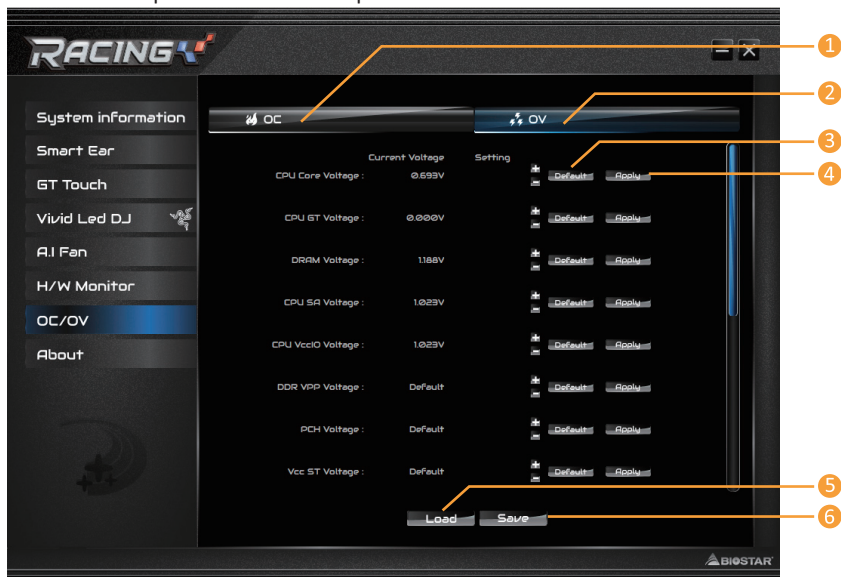 RACING
1
2
System information
OC
OV
Smart Ear
Current Voltage Setting
3
CPU Core Voltage : 0.693V + - Default Apply
4
GT Touch
Vivid Led DJ
CPU GT Voltage : 0.000V + - Default Apply
A.I Fan
DRAM Voltage : 1.188V + - Default Apply
H/W Monitor
CPU SA Voltage : 1.023V + - Default Apply
OC/OV
About
CPU VccIO Voltage : 1.023V + - Default Apply
DDR VPP Voltage : Default + - Default Apply
PCH Voltage : Default + - Default Apply
Vcc ST Voltage : Default + - Default Apply
5
Load Save
6
BIOSTAR